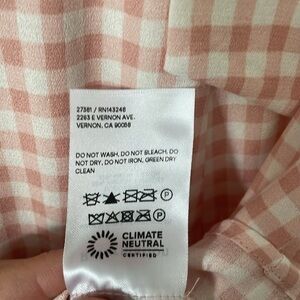 27381 / RN143248
2263 E VERNON AVE.
VERNON, CA 90058
DO NOT WASH, DO NOT BLEACH, DO
NOT DRY, DO NOT IRON, GREEN DRY
CLEAN
P
P
CLIMATE
NEUTRAL
CERTIFIED